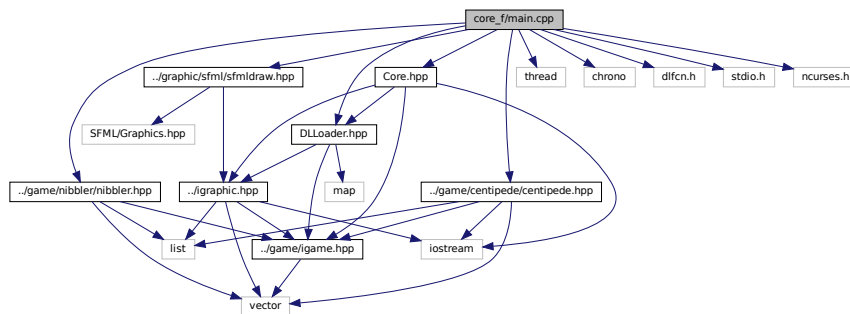 core_f/main.cpp
../graphic/sfml/sfmldraw.hpp
Core.hpp
thread
chrono
dlfcn.h
stdio.h
ncurses.h
SFML/Graphics.hpp
DLLoader.hpp
../game/nibbler/nibbler.hpp
../igraphic.hpp
map
../game/centipede/centipede.hpp
list
../game/igame.hpp
iostream
vector